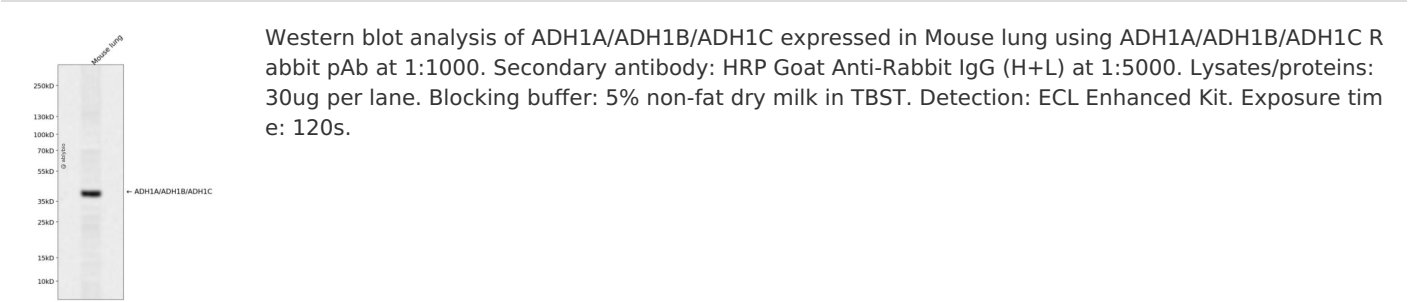 Mouse lung
250kD
130kD
100kD
70kD
55kD
35kD
25kD
15kD
10kD
← ADH1A/ADH1B/ADH1C
Western blot analysis of ADH1A/ADH1B/ADH1C expressed in Mouse lung using ADH1A/ADH1B/ADH1C R
abbit pAb at 1:1000. Secondary antibody: HRP Goat Anti-Rabbit IgG (H+L) at 1:5000. Lysates/proteins:
30ug per lane. Blocking buffer: 5% non-fat dry milk in TBST. Detection: ECL Enhanced Kit. Exposure tim
e: 120s.